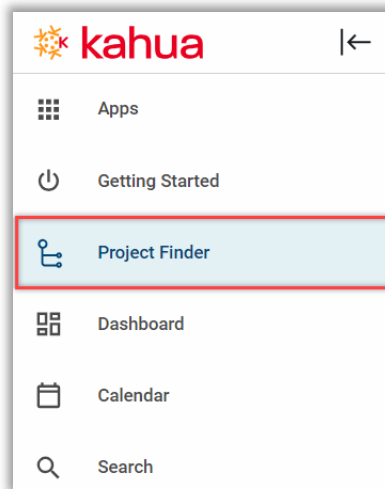 kahua
Apps
Getting Started
Project Finder
Dashboard
Calendar
Search